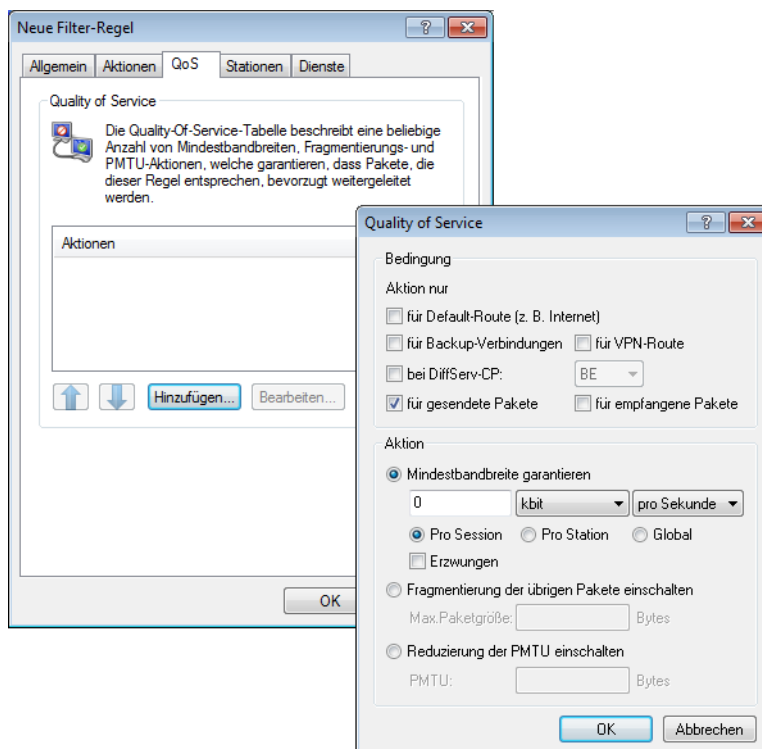 Neue Filter-Regel
Allgemein Aktionen QoS Stationen Dienste
Quality of Service
Die Quality-Of-Service-Tabelle beschreibt eine beliebige
Anzahl von Mindestbandbreiten, Fragmentierungs- und
PMTU-Aktionen, welche garantieren, dass Pakete, die
dieser Regel entsprechen, bevorzugt weitergeleitet
werden.
Aktionen
Hinzufügen... Bearbeiten...
OK
Quality of Service
Bedingung
Aktion nur
für Default-Route (z. B. Internet)
für Backup-Verbindungen für VPN-Route
bei DiffServ-CP: BE
für gesendete Pakete für empfangene Pakete
Aktion
Mindestbandbreite garantieren
0 kbit pro Sekunde
Pro Session Pro Station Global
Erzwungen
Fragmentierung der übrigen Pakete einschalten
Max.Paketgröße: Bytes
Reduzierung der PMTU einschalten
PMTU: Bytes
OK Abbrechen